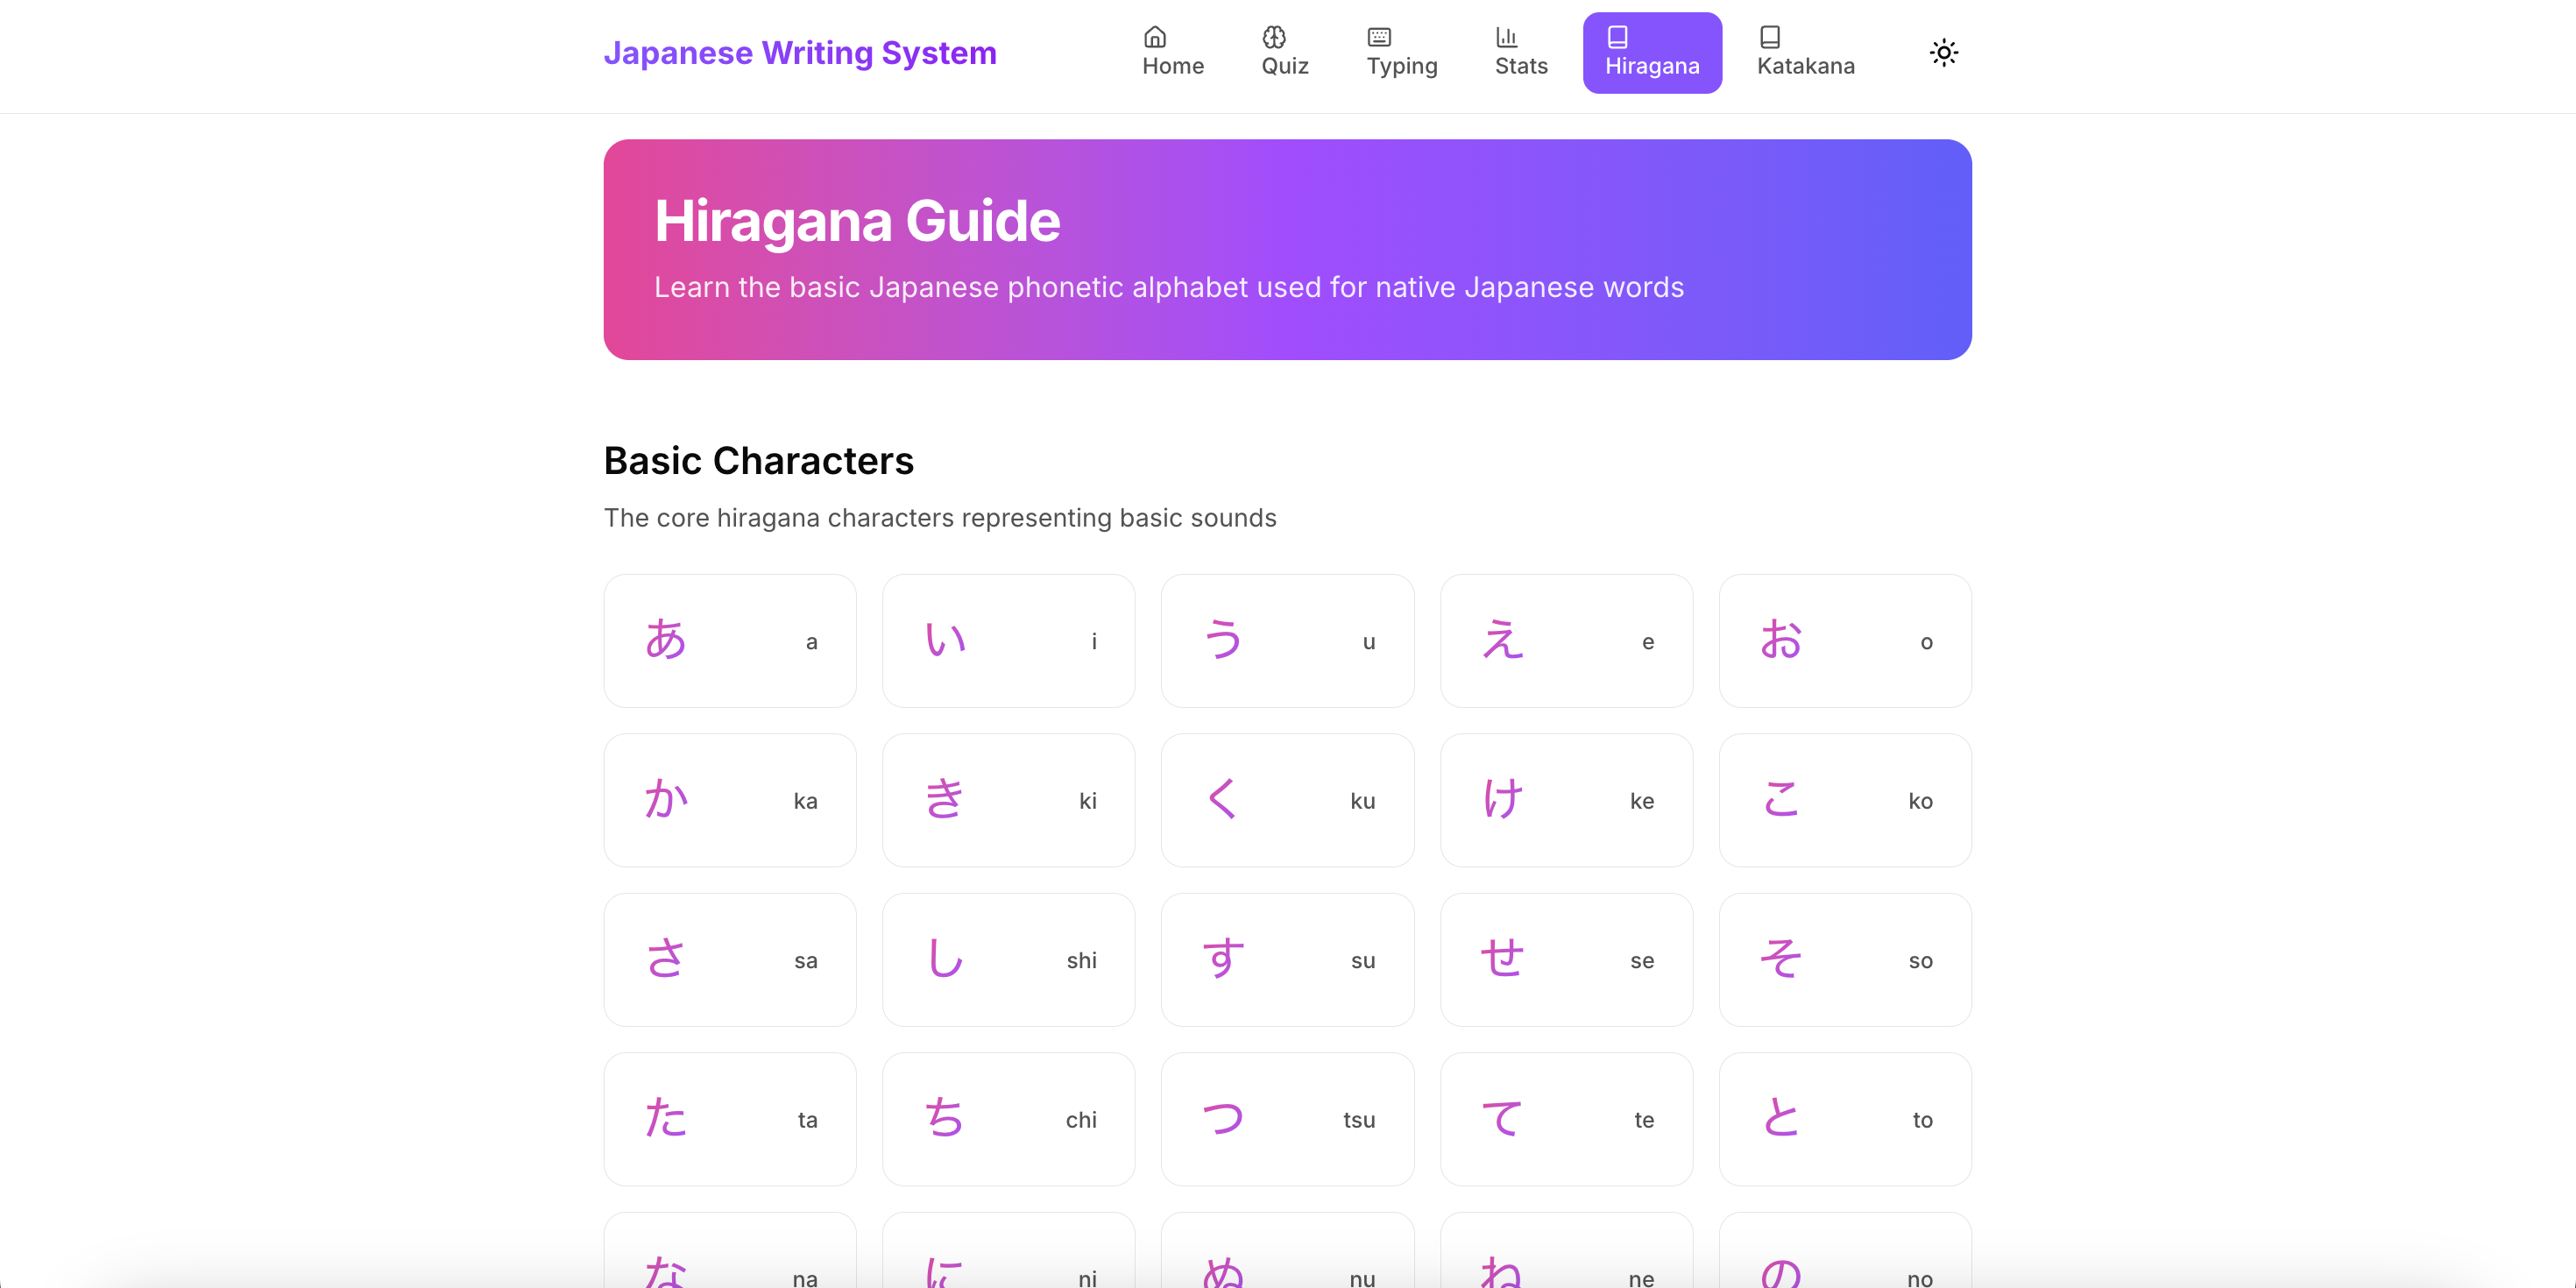 Japanese Writing System
Home Quiz Typing Stats Hiragana Katakana
Hiragana Guide
Learn the basic Japanese phonetic alphabet used for native Japanese words
Basic Characters
The core hiragana characters representing basic sounds
あ a い i う u え e お o
か ka き ki く ku け ke こ ko
さ sa し shi す su せ se そ so
た ta ち chi つ tsu て te と to
な na に ni ぬ nu ね ne の no